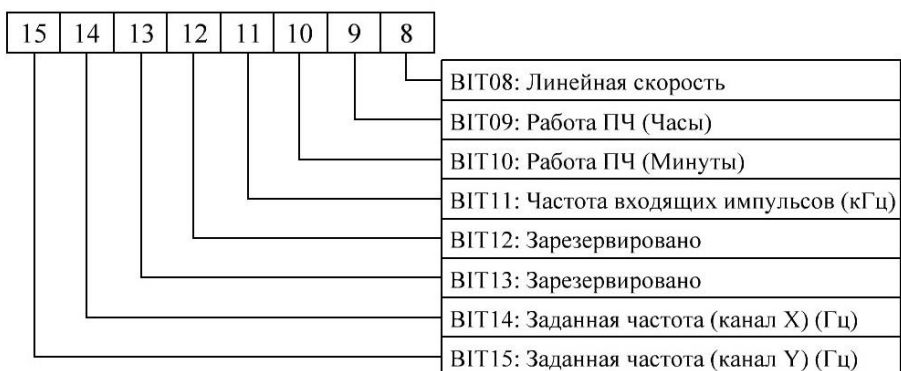 15 14 13 12 11 10 9 8
BIT08: Линейная скорость
BIT09: Работа ПЧ (Часы)
BIT10: Работа ПЧ (Минуты)
BIT11: Частота входящих импульсов (кГц)
BIT12: Зарезервировано
BIT13: Зарезервировано
BIT14: Заданная частота (канал X) (Гц)
BIT15: Заданная частота (канал Y) (Гц)